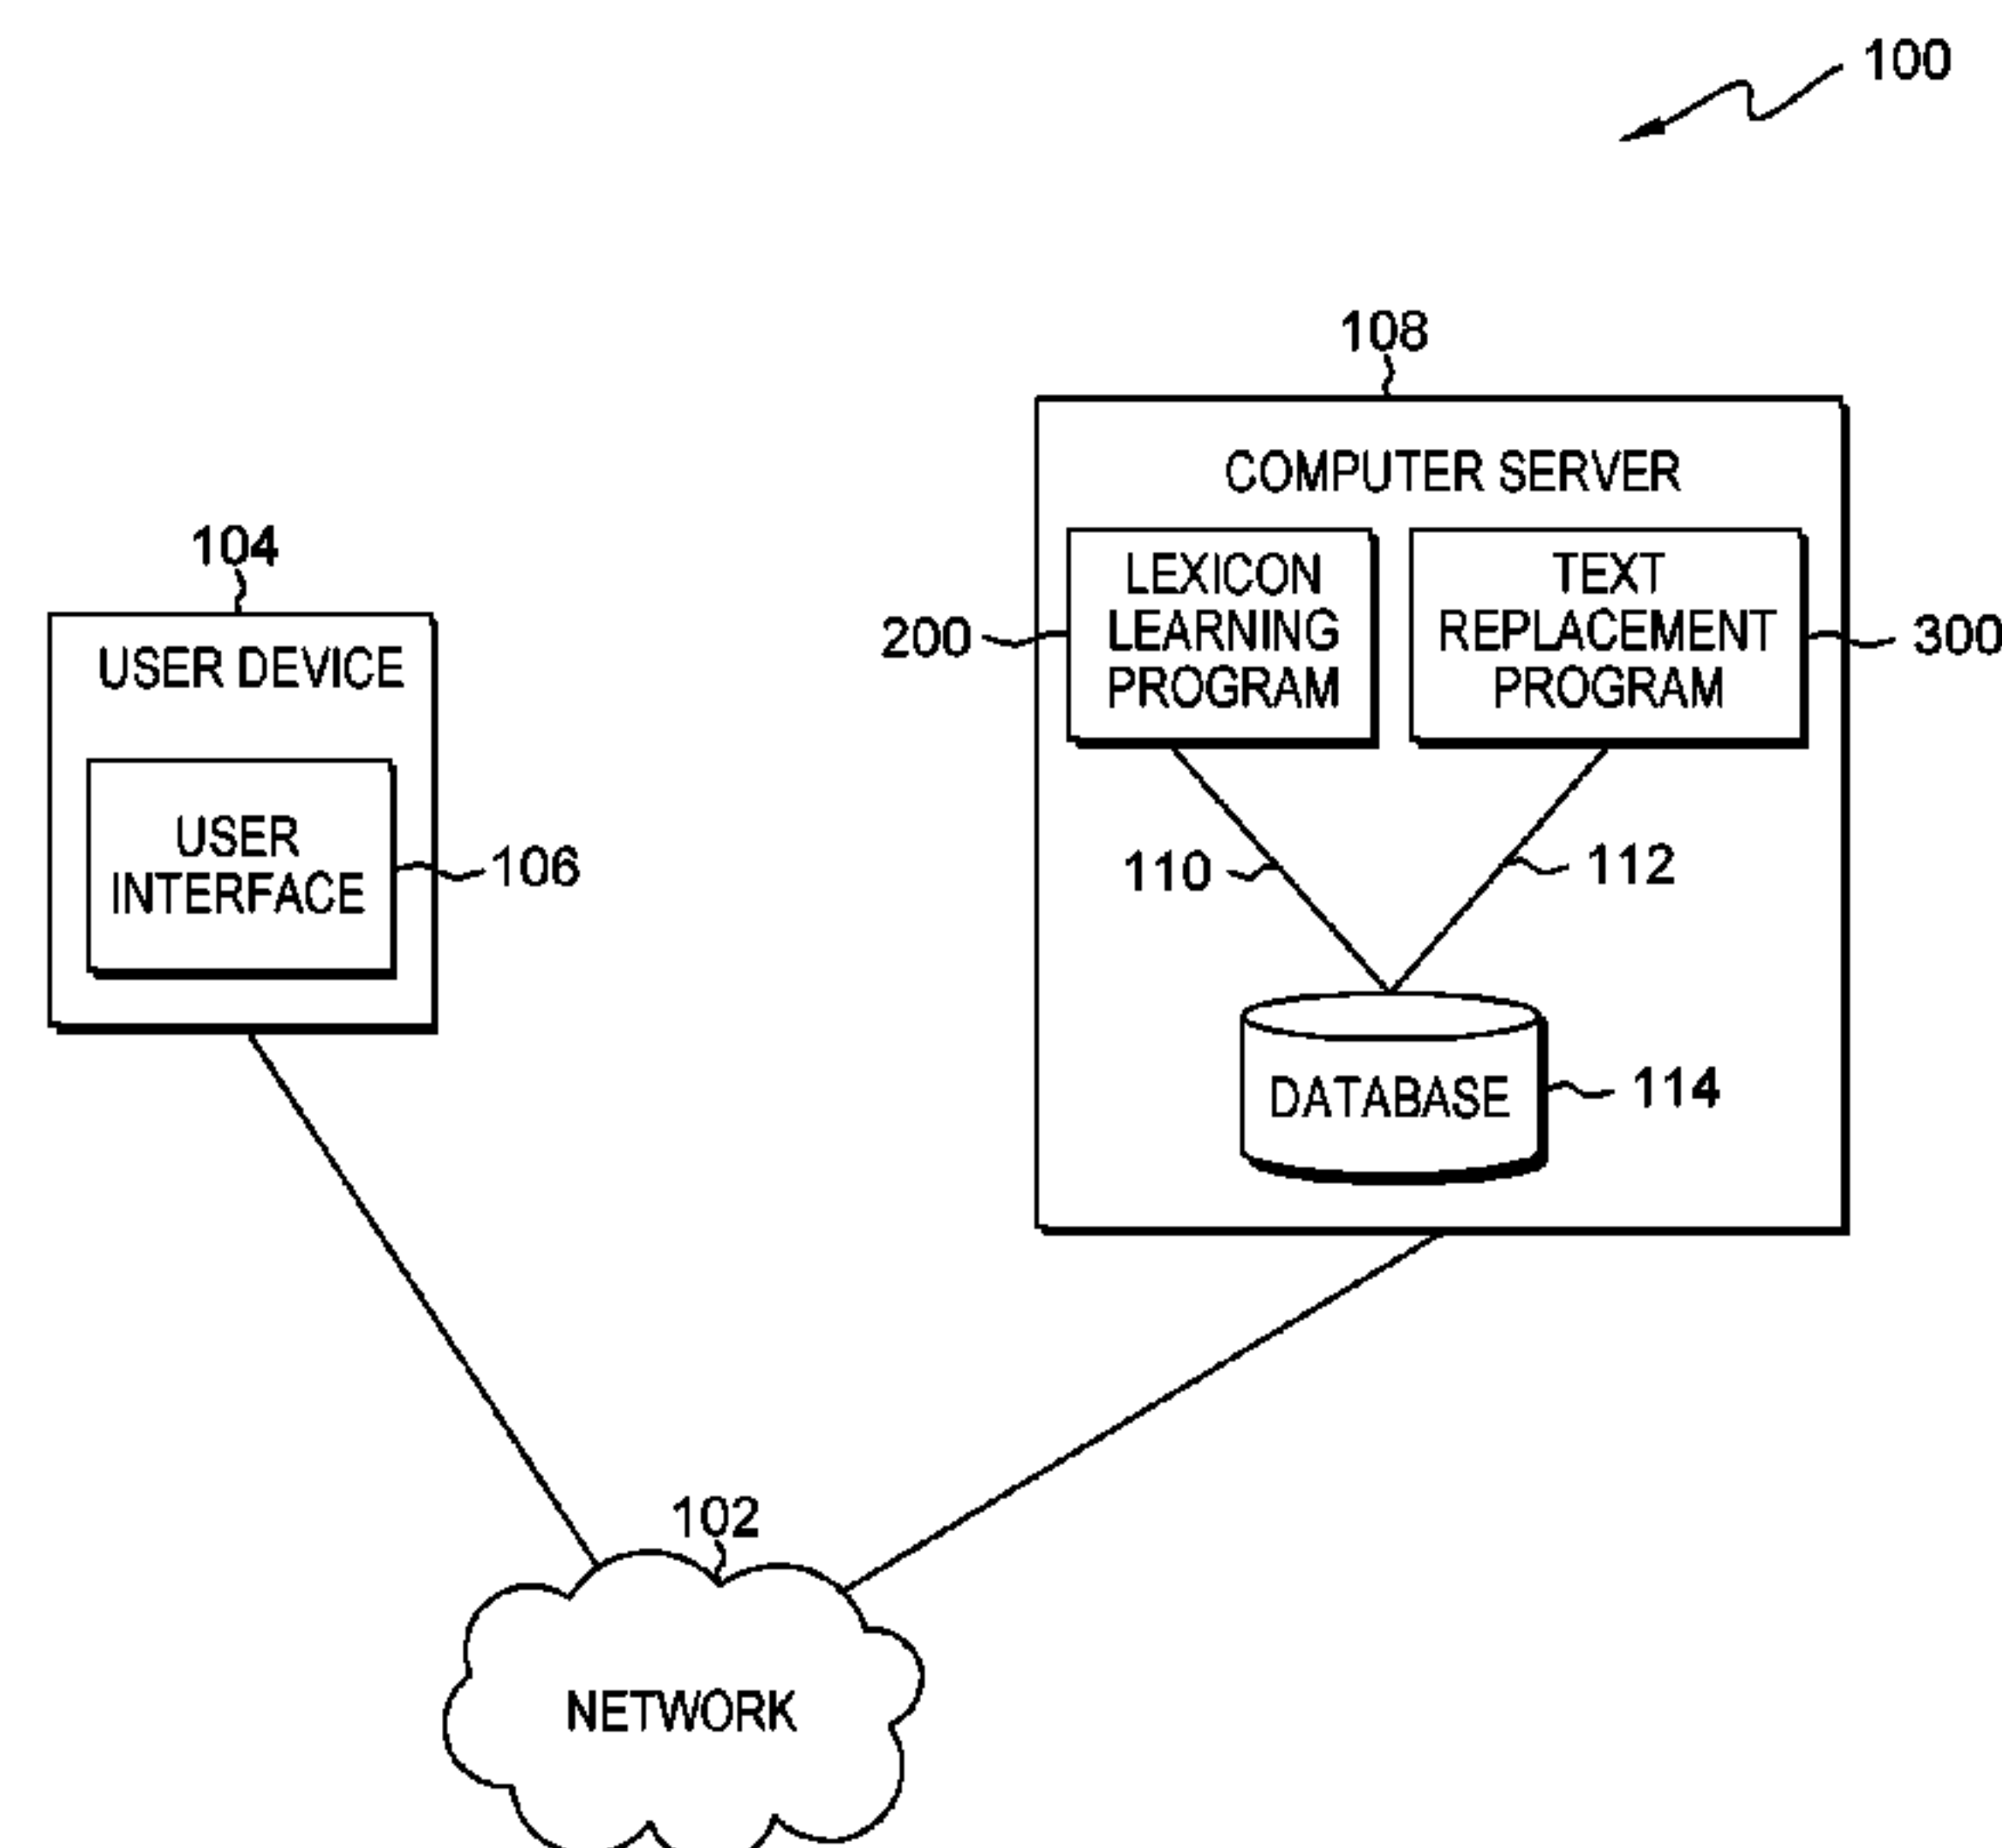 100
108
COMPUTER SERVER
104
LEXICON
LEARNING
PROGRAM
TEXT
REPLACEMENT
PROGRAM
200
300
USER DEVICE
USER
INTERFACE
106
110
112
DATABASE
114
102
NETWORK